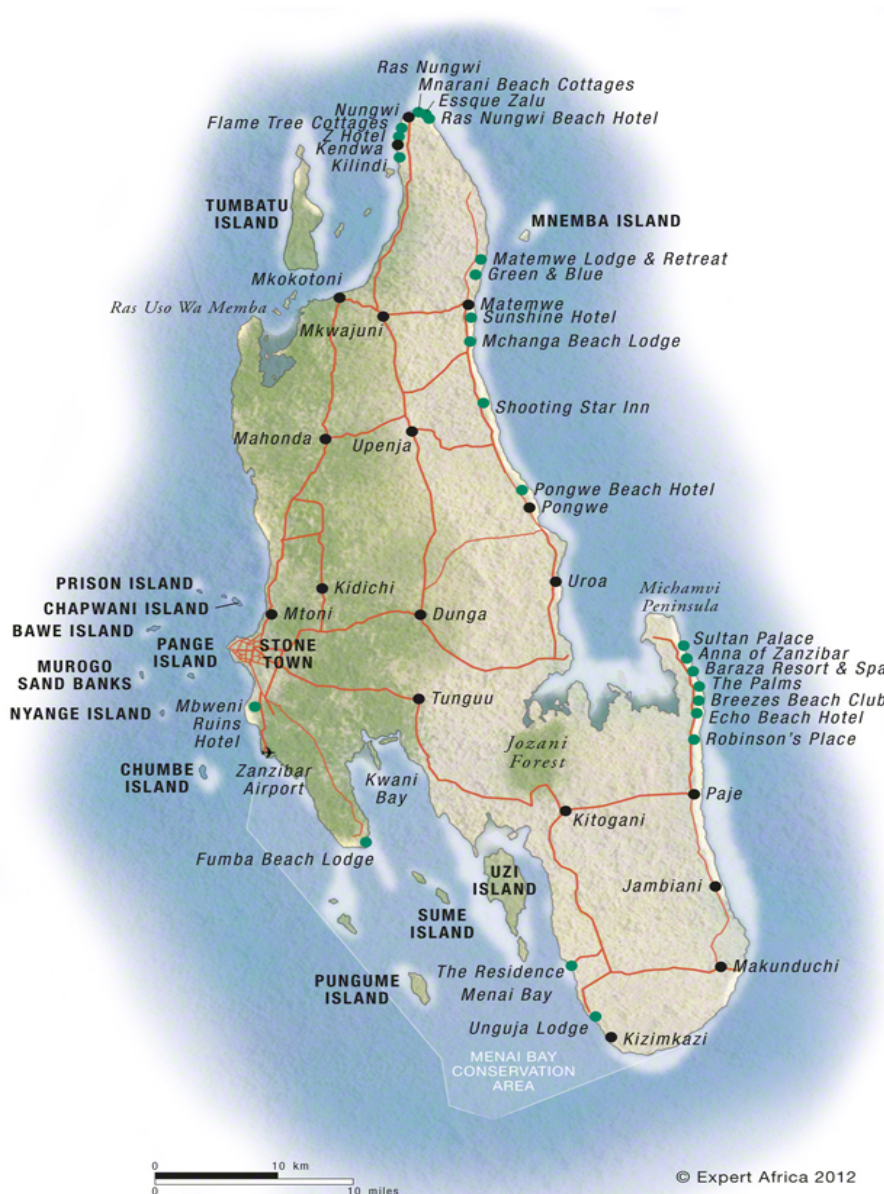 Ras Nungwi
Mnarani Beach Cottages
Essque Zalu
Nungwi
Ras Nungwi Beach Hotel
Flame Tree Cottages
Z Hotel
Kendwa
Kilindi
TUMBATU
ISLAND
MNEMBA ISLAND
Matemwe Lodge & Retreat
Green & Blue
Mkokotoni
Ras Uso Wa Memba
Matemwe
Sunshine Hotel
Mkwajuni
Mchanga Beach Lodge
Shooting Star Inn
Mahonda
Upenja
Pongwe Beach Hotel
Pongwe
PRISON ISLAND
Kidichi
Uroa
Michamvi
Peninsula
CHAPWANI ISLAND
Mtoni
Dunga
BAWE ISLAND
PANGE
ISLAND
STONE
TOWN
Sultan Palace
Anna of Zanzibar
Baraza Resort & Spa
MUROGO
SAND BANKS
The Palms
Breezes Beach Club
Tunguu
NYANGE ISLAND
Mbweni
Ruins
Hotel
Echo Beach Hotel
Robinson's Place
Jozani
Forest
CHUMBE
ISLAND
Zanzibar
Airport
Kwani
Bay
Paje
Kitogani
Fumba Beach Lodge
UZI
ISLAND
Jambiani
SUME
ISLAND
The Residence
Menai Bay
Makunduchi
PUNGUME
ISLAND
Unguja Lodge
Kizimkazi
MENAI BAY
CONSERVATION
AREA
0 10 km
0 10 miles
© Expert Africa 2012